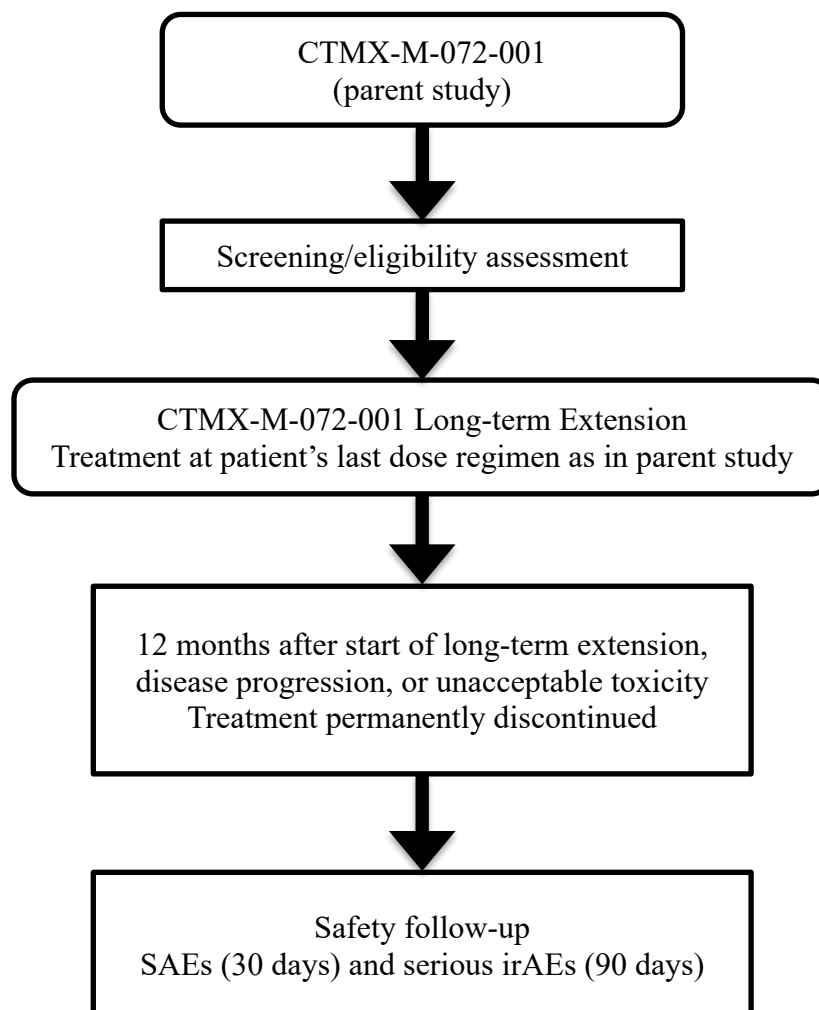 CTMX-M-072-001
(parent study)
Screening/eligibility assessment
CTMX-M-072-001 Long-term Extension
Treatment at patient’s last dose regimen as in parent study
12 months after start of long-term extension,
disease progression, or unacceptable toxicity
Treatment permanently discontinued
Safety follow-up
SAEs (30 days) and serious irAEs (90 days)